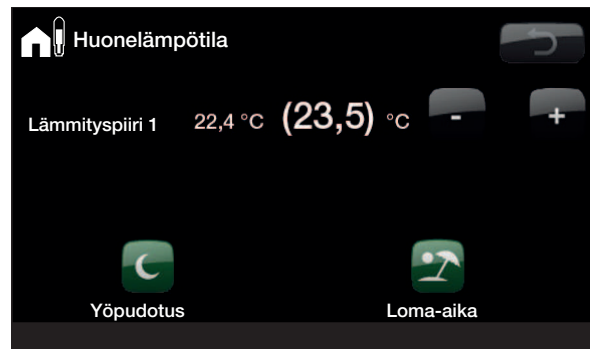 Huonelämpötila
Lämmityspiiri 1 22,4 °C (23,5) °C - +
Yöpudotus Loma-aika